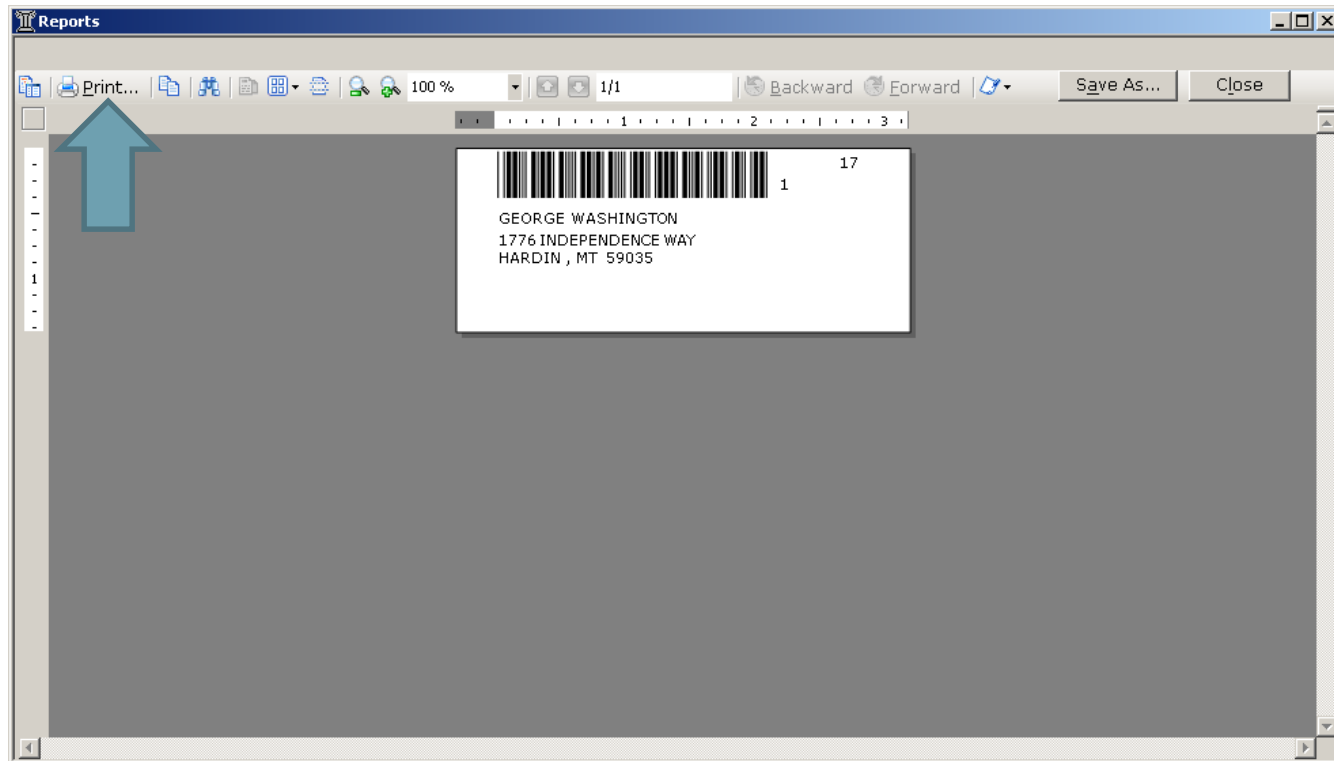 Reports
Print... 100 % 1/1 Backward Forward Save As... Close
1 2 3
17
1
GEORGE WASHINGTON
1776 INDEPENDENCE WAY
HARDIN , MT 59035
1